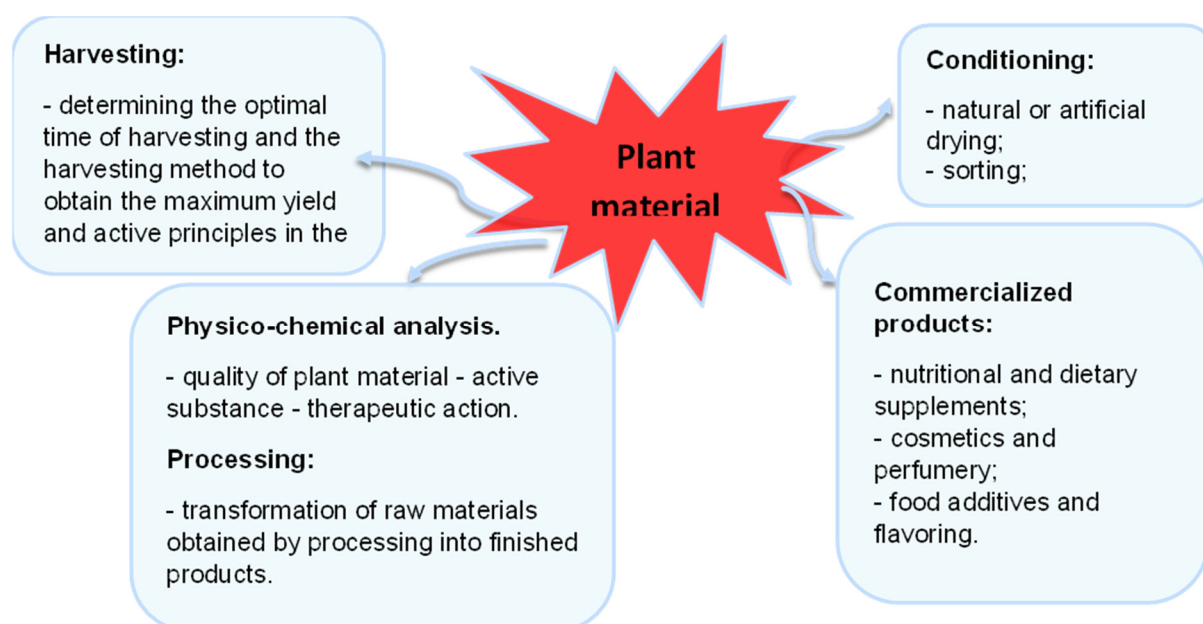 Harvesting:
- determining the optimal
time of harvesting and the
harvesting method to
obtain the maximum yield
and active principles in the
Plant
material
Conditioning:
- natural or artificial
drying;
- sorting;
Physico-chemical analysis.
- quality of plant material - active
substance - therapeutic action.
Processing:
- transformation of raw materials
obtained by processing into finished
products.
Commercialized
products:
- nutritional and dietary
supplements;
- cosmetics and
perfumery;
- food additives and
flavoring.